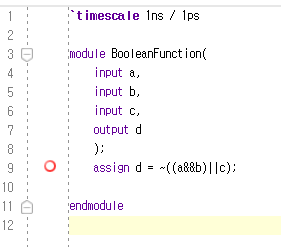 1 `timescale 1ns / 1ps
2
3 module BooleanFunction(
4 input a,
5 input b,
6 input c,
7 output d
8 );
9 assign d = ~((a&&b)||c);
10
11 endmodule
12